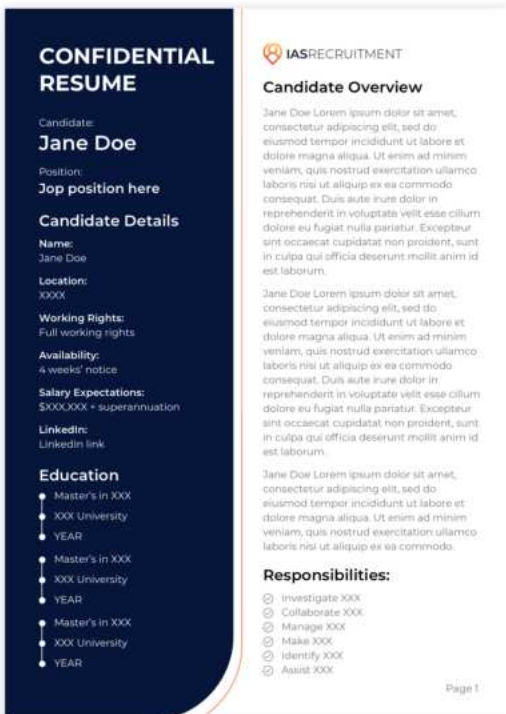 CONFIDENTIAL
RESUME
Candidate:
Jane Doe
Position:
Jop position here
Candidate Details
Name:
Jane Doe
Location:
XXXX
Working Rights:
Full working rights
Availability:
4 weeks' notice
Salary Expectations:
$XXX,XXX + superannuation
LinkedIn:
LinkedIn link
Education
Master's in XXX
XXX University
YEAR
Master's in XXX
XXX University
YEAR
Master's in XXX
XXX University
YEAR
IASRECRUITMENT
Candidate Overview
Jane Doe Lorem ipsum dolor sit amet,
consectetur adipiscing elit, sed do
eiusmod tempor incididunt ut labore et
dolore magna aliqua. Ut enim ad minim
veniam, quis nostrud exercitation ullamco
laboris nisi ut aliquip ex ea commodo
consequat. Duis aute irure dolor in
reprehenderit in voluptate velit esse cillum
dolore eu fugiat nulla pariatur. Excepteur
sint occaecat cupidatat non proident, sunt
in culpa qui officia deserunt mollit anim id
est laborum.
Jane Doe Lorem ipsum dolor sit amet,
consectetur adipiscing elit, sed do
eiusmod tempor incididunt ut labore et
dolore magna aliqua. Ut enim ad minim
veniam, quis nostrud exercitation ullamco
laboris nisi ut aliquip ex ea commodo
consequat. Duis aute irure dolor in
reprehenderit in voluptate velit esse cillum
dolore eu fugiat nulla pariatur. Excepteur
sint occaecat cupidatat non proident, sunt
in culpa qui officia deserunt mollit anim id
est laborum.
Jane Doe Lorem ipsum dolor sit amet,
consectetur adipiscing elit, sed do
eiusmod tempor incididunt ut labore et
dolore magna aliqua. Ut enim ad minim
veniam, quis nostrud exercitation ullamco
laboris nisi ut aliquip ex ea commodo.
Responsibilities:
Investigate XXX
Collaborate XXX
Manage XXX
Make XXX
Identify XXX
Assist XXX
Page 1